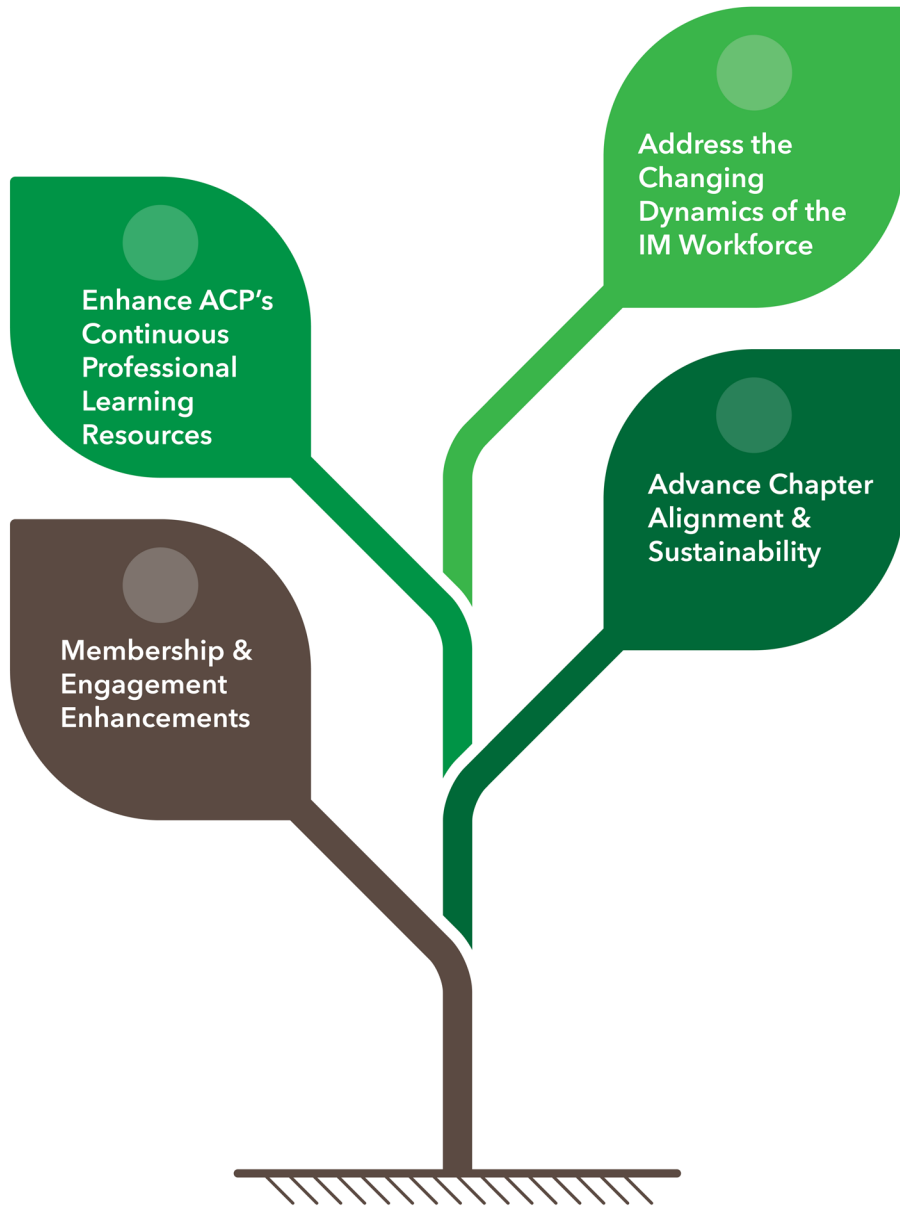 Address the
Changing
Dynamics of the
IM Workforce
Enhance ACP’s
Continuous
Professional
Learning
Resources
Advance Chapter
Alignment &
Sustainability
Membership &
Engagement
Enhancements